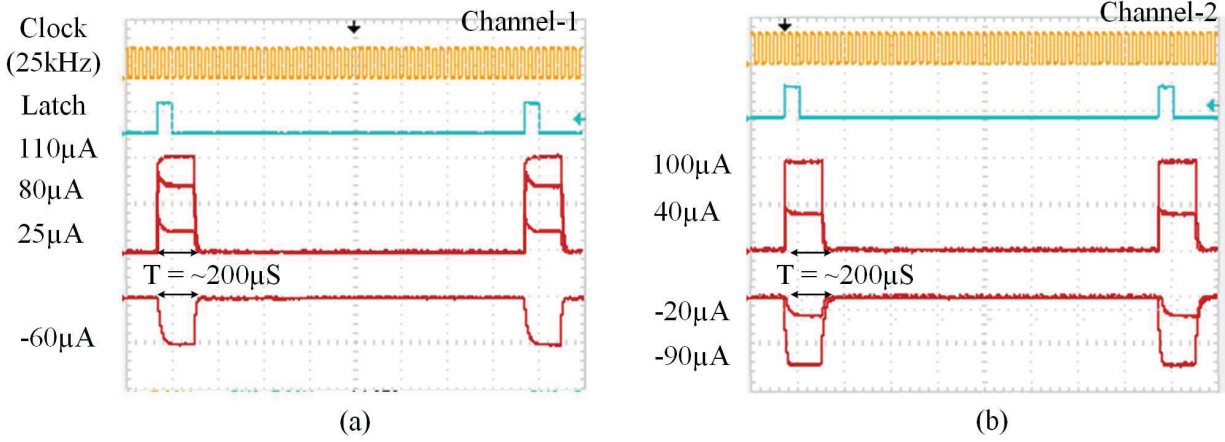 Channel-1
Clock
(25kHz)
Latch
110µA
80µA
25µA
T = ~200µS
-60µA
(a)
Channel-2
100µA
40µA
T = ~200µS
-20µA
-90µA
(b)